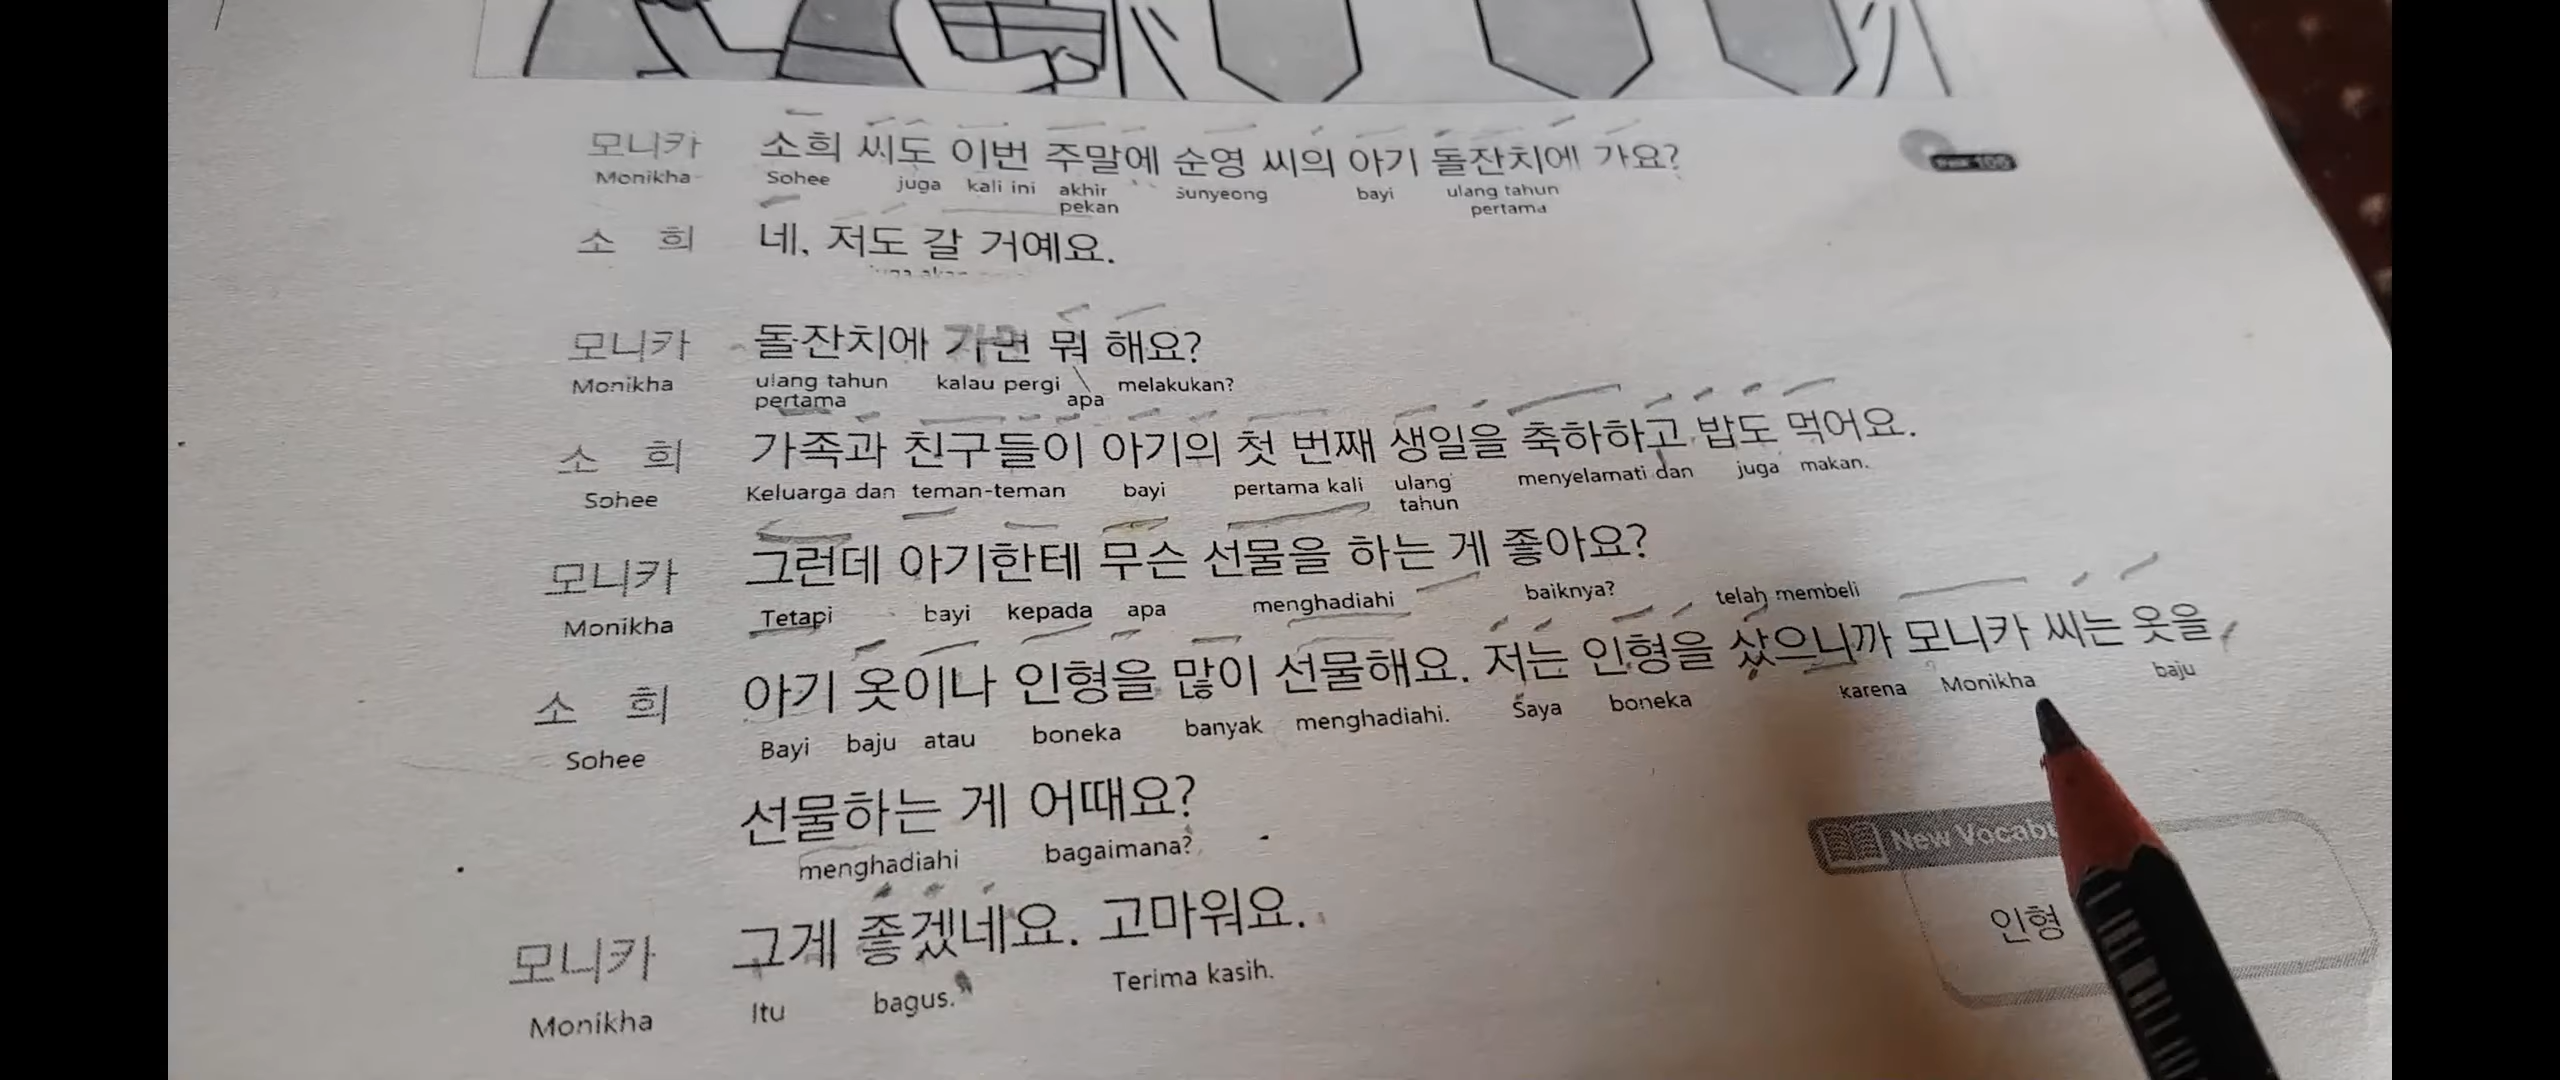 모니카 소희 씨도 이번 주말에 순영 씨의 아기 돌잔치에 가요?
Monikha Sohee juga kali ini akhir pekan Sunyeong bayi ulang tahun pertama
소 희 네, 저도 갈 거예요.
모니카 돌잔치에 가면 뭐 해요?
Monikha ulang tahun pertama kalau pergi apa melakukan?
소 희 가족과 친구들이 아기의 첫 번째 생일을 축하하고 밥도 먹어요.
Sohee Keluarga dan teman-teman bayi pertama kali ulang tahun menyelamati dan juga makan.
모니카 그런데 아기한테 무슨 선물을 하는 게 좋아요?
Monikha Tetapi bayi kepada apa menghadiahi baiknya?
telah membeli
소 희 아기 옷이나 인형을 많이 선물해요. 저는 인형을 샀으니까 모니카 씨는 옷을
Sohee Bayi baju atau boneka banyak menghadiahi. Saya boneka karena Monikha baju
선물하는 게 어때요?
menghadiahi bagaimana?
모니카 그게 좋겠네요. 고마워요.
Monikha Itu bagus. Terima kasih.
New
인형